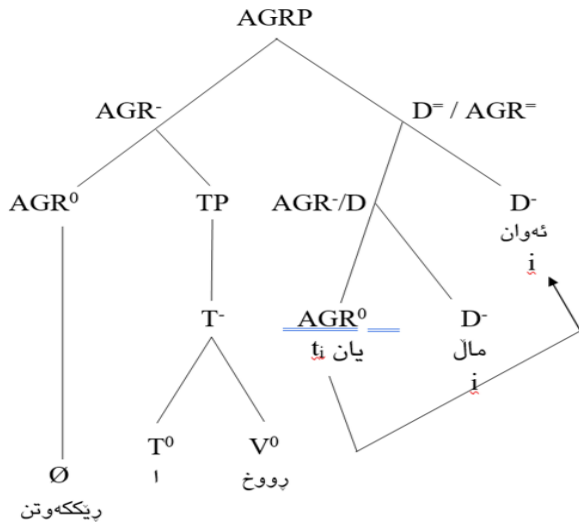 AGRP
AGR- D= / AGR=
AGR0 TP AGR-/D D-
ئەوان
i
T- AGR0 D-
یان ti ماڵ
i
T0 V0
Ø ا ڕووخ
ڕێککەوتن